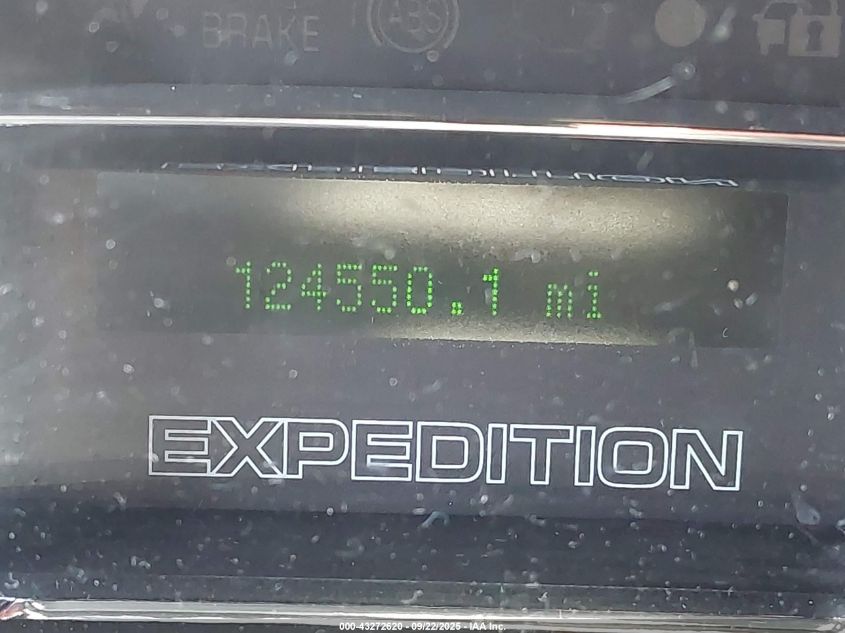 BRAKE
ABS
124550.1 mi
EXPEDITION
000-43272620 - 09/22/2025 - IAA Inc.